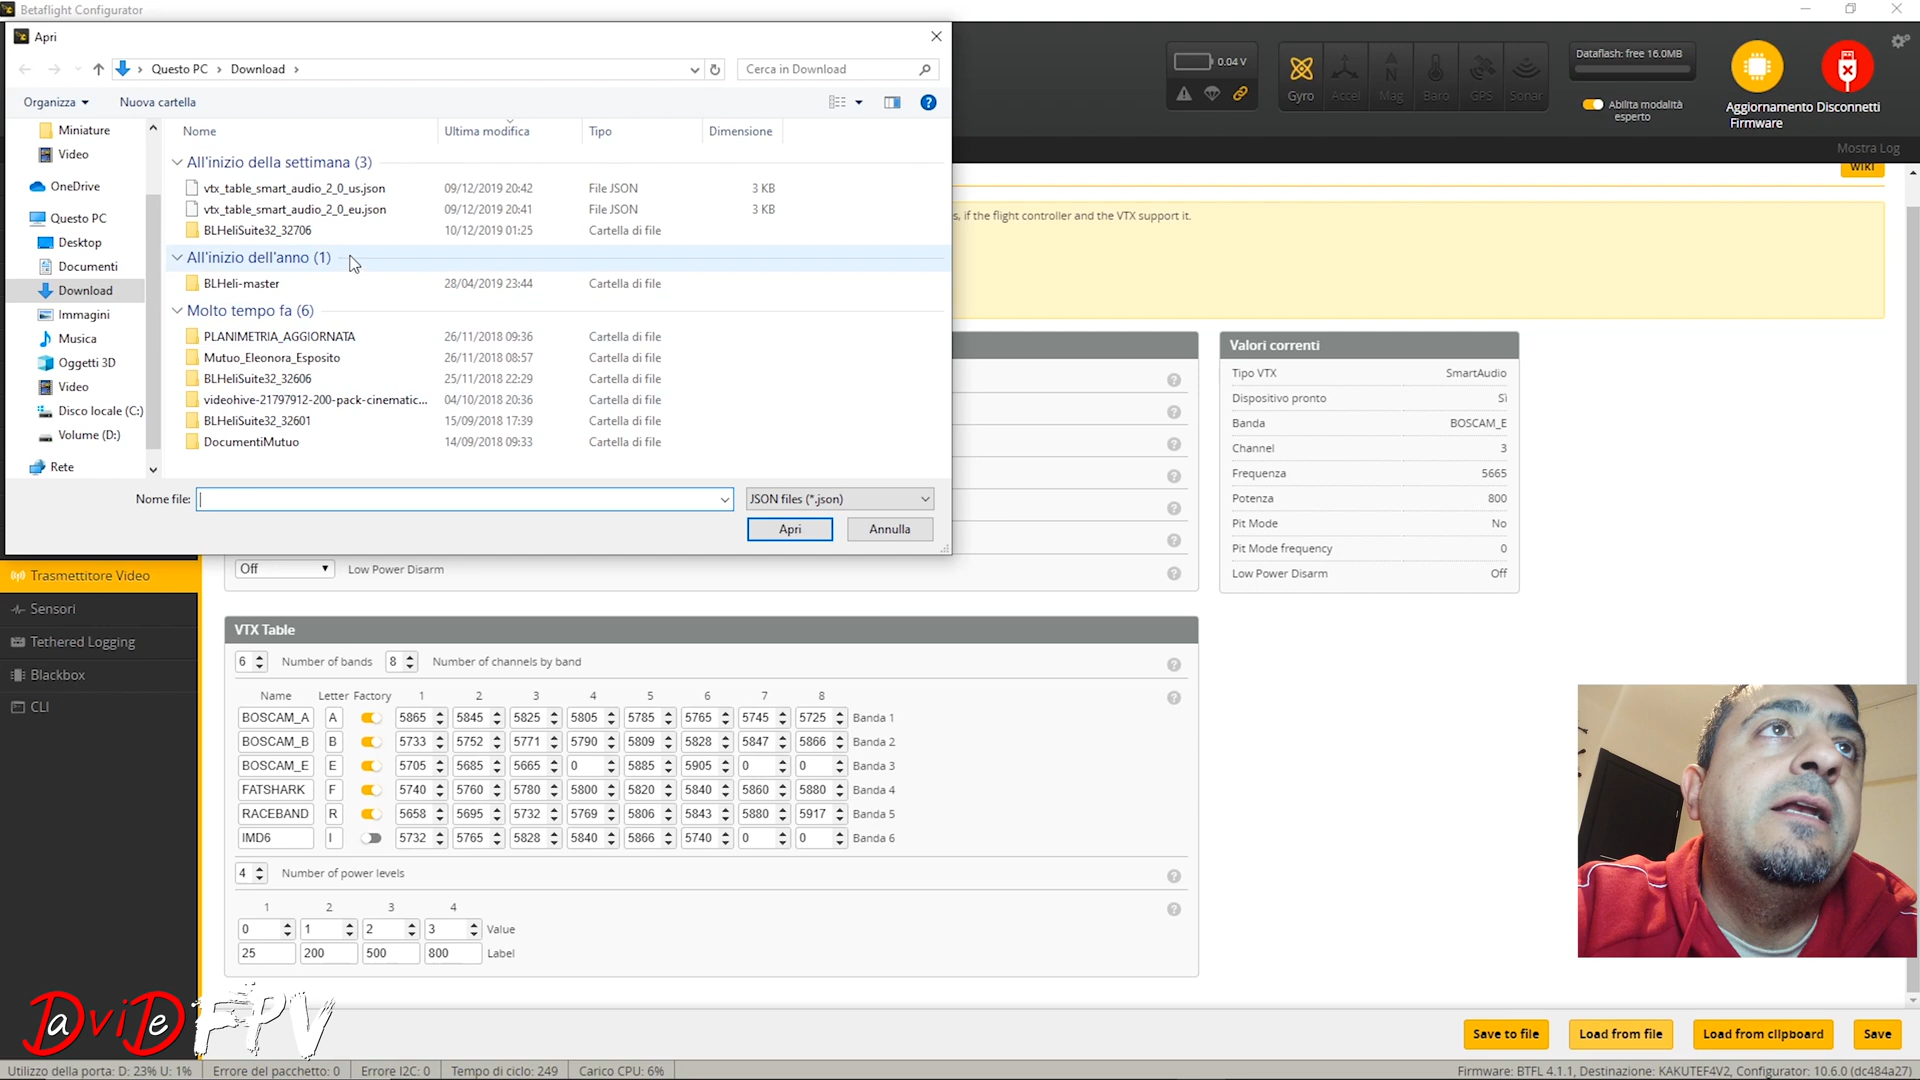 Betaflight Configurator
Apri
Questo PC > Download >
Cerca in Download
Organizza
Nuova cartella
Nome
Ultima modifica
Tipo
Dimensione
Miniature
Video
OneDrive
Questo PC
Desktop
Documenti
Download
Immagini
Musica
Oggetti 3D
Video
Disco locale (C:)
Volume (D:)
Rete
All'inizio della settimana (3)
vtx_table_smart_audio_2_0_us.json 09/12/2019 20:42 File JSON 3 KB
vtx_table_smart_audio_2_0_eu.json 09/12/2019 20:41 File JSON 3 KB
BLHeliSuite32_32706 10/12/2019 01:25 Cartella di file
All'inizio dell'anno (1)
BLHeli-master 28/04/2019 23:44 Cartella di file
Molto tempo fa (6)
PLANIMETRIA_AGGIORNATA 26/11/2018 09:36 Cartella di file
Mutuo_Eleonora_Esposito 26/11/2018 08:57 Cartella di file
BLHeliSuite32_32606 25/11/2018 22:29 Cartella di file
videohive-21797912-200-pack-cinematic... 04/10/2018 20:36 Cartella di file
BLHeliSuite32_32601 15/09/2018 17:39 Cartella di file
DocumentiMutuo 14/09/2018 09:33 Cartella di file
Nome file:
JSON files (*.json)
Apri
Annulla
0.04 V
Gyro
Accel
Mag
Baro
GPS
Sonar
Dataflash: free 16.0MB
Abilita modalità
esperto
Aggiornamento
Firmware
Disconnetti
Mostra Log
WIKI
s, if the flight controller and the VTX support it.
Valori correnti
Tipo VTX SmartAudio
Dispositivo pronto Sì
Banda BOSCAM_E
Channel 3
Frequenza 5665
Potenza 800
Pit Mode No
Pit Mode frequency 0
Low Power Disarm Off
Trasmettitore Video
Sensori
Tethered Logging
Blackbox
CLI
Off Low Power Disarm
VTX Table
6 Number of bands 8 Number of channels by band
Name Letter Factory 1 2 3 4 5 6 7 8
BOSCAM_A A 5865 5845 5825 5805 5785 5765 5745 5725 Banda 1
BOSCAM_B B 5733 5752 5771 5790 5809 5828 5847 5866 Banda 2
BOSCAM_E E 5705 5685 5665 0 5885 5905 0 0 Banda 3
FATSHARK F 5740 5760 5780 5800 5820 5840 5860 5880 Banda 4
RACEBAND R 5658 5695 5732 5769 5806 5843 5880 5917 Banda 5
IMD6 I 5732 5765 5828 5840 5866 5740 0 0 Banda 6
4 Number of power levels
1 2 3 4
0 1 2 3 Value
25 200 500 800 Label
DaViDe FPV
Save to file
Load from file
Load from clipboard
Save
Utilizzo della porta: D: 23% U: 1%
Errore del pacchetto: 0
Errore I2C: 0
Tempo di ciclo: 249
Carico CPU: 6%
Firmware: BTFL 4.1.1, Destinazione: KAKUTEF4V2, Configurator: 10.6.0 (dc484a27)